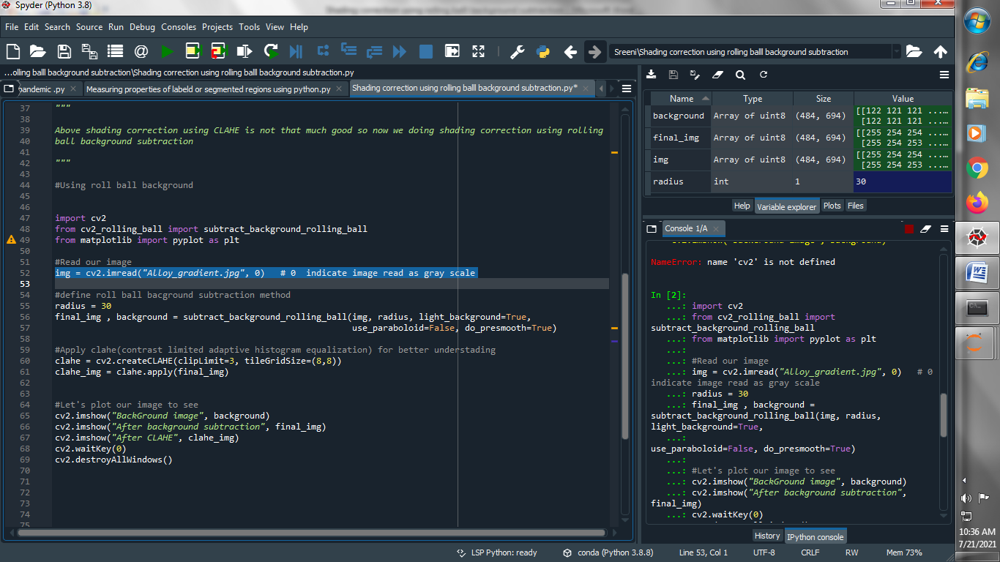 Spyder (Python 3.8)
File Edit Search Source Run Debug Consoles Projects Tools View Help
Sreeni\Shading correction using rolling ball background subtraction
...olling balll background subtraction\Shading correction using rolling balll background subtraction.py
pandemic .py
Measuring properties of labeld or segmented regions using python.py
Shading correction using rolling balll background subtraction.py*
37 """
38
39 Above shading correction using CLAHE is not that much good so now we doing shading correction using rolling
40 ball background subtraction
41
42 """
43
44 #Using roll ball background
45
46
47 import cv2
48 from cv2_rolling_ball import subtract_background_rolling_ball
49 from matplotlib import pyplot as plt
50
51 #Read our image
52 img = cv2.imread("Alloy_gradient.jpg", 0) # 0 indicate image read as gray scale
53
54 #define roll ball bacground subtraction method
55 radius = 30
56 final_img , background = subtract_background_rolling_ball(img, radius, light_background=True,
57 use_paraboloid=False, do_presmooth=True)
58
59 #Apply clahe(contrast limited adaptive histogram equalization) for better understading
60 clahe = cv2.createCLAHE(clipLimit=3, tileGridSize=(8,8))
61 clahe_img = clahe.apply(final_img)
62
63
64 #Let's plot our image to see
65 cv2.imshow("BackGround image", background)
66 cv2.imshow("After background subtraction", final_img)
67 cv2.imshow("After CLAHE", clahe_img)
68 cv2.waitKey(0)
69 cv2.destroyAllWindows()
70
71
72
73
74
75
Name Type Size Value
background Array of uint8 (484, 694) [[122 121 121 ...…
[122 121 121 ...…
final_img Array of uint8 (484, 694) [[255 254 254 ...…
[255 254 253 ...…
img Array of uint8 (484, 694) [[255 254 254 ...…
[255 254 253 ...…
radius int 1 30
Help Variable explorer Plots Files
Console 1/A
cv2.imshow("BackGround image", background)
NameError: name 'cv2' is not defined
In [2]:
...: import cv2
...: from cv2_rolling_ball import
subtract_background_rolling_ball
...: from matplotlib import pyplot as plt
...:
...: #Read our image
...: img = cv2.imread("Alloy_gradient.jpg", 0) # 0
indicate image read as gray scale
...: radius = 30
...: final_img , background =
subtract_background_rolling_ball(img, radius,
light_background=True,
...:
use_paraboloid=False, do_presmooth=True)
...:
...: #Let's plot our image to see
...: cv2.imshow("BackGround image", background)
...: cv2.imshow("After background subtraction",
final_img)
...: cv2.waitKey(0)
History IPython console
LSP Python: ready conda (Python 3.8.8) Line 53, Col 1 UTF-8 CRLF RW Mem 73%
10:36 AM
7/21/2021